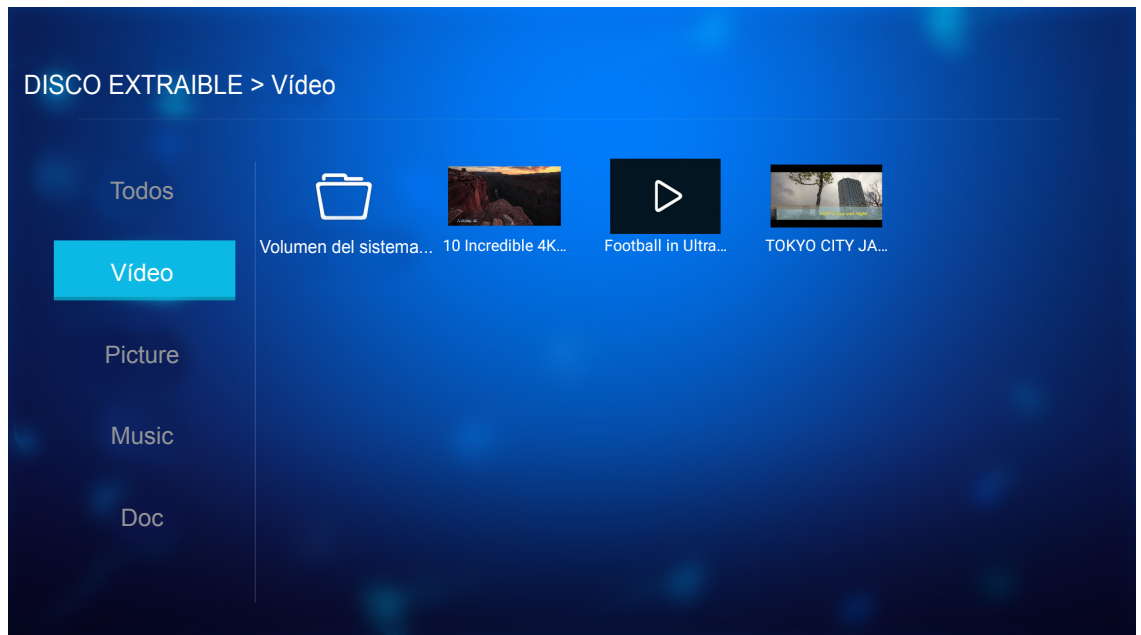 DISCO EXTRAIBLE > Vídeo
Todos
Vídeo
Picture
Music
Doc
Volumen del sistema...
10 Incredible 4K...
Football in Ultra...
TOKYO CITY JA...